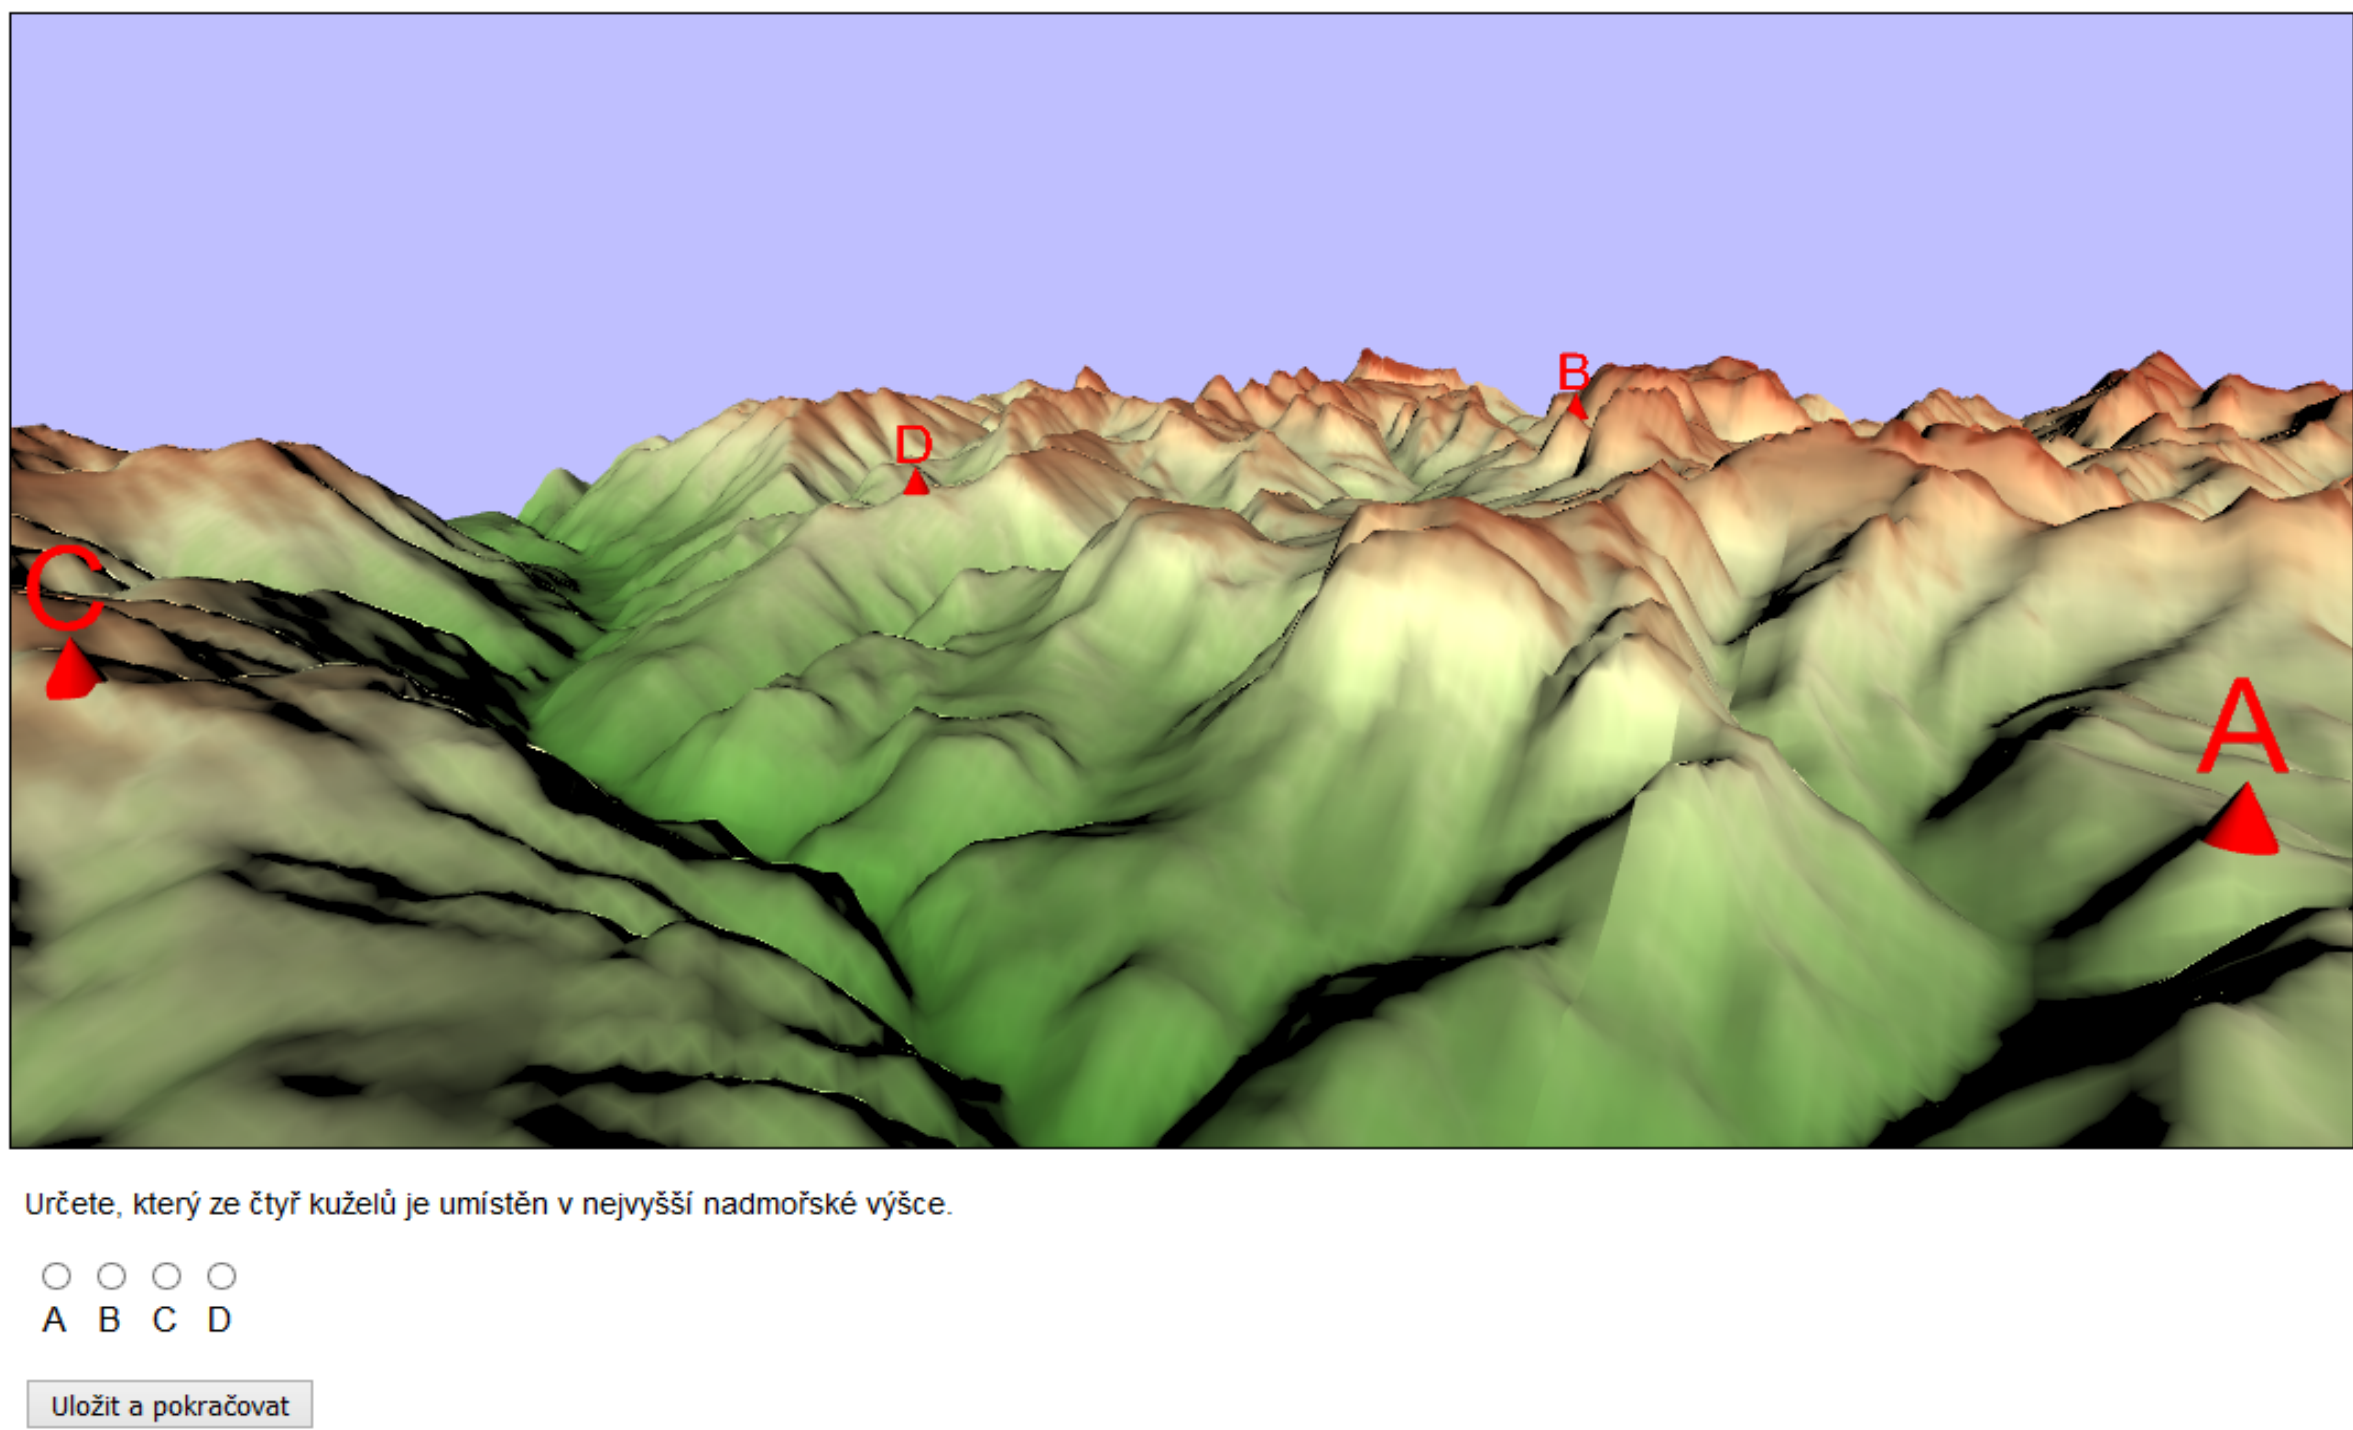 B
D
C
A
Určete, který ze čtyř kuželů je umístěn v nejvyšší nadmořské výšce.
A B C D
Uložit a pokračovat